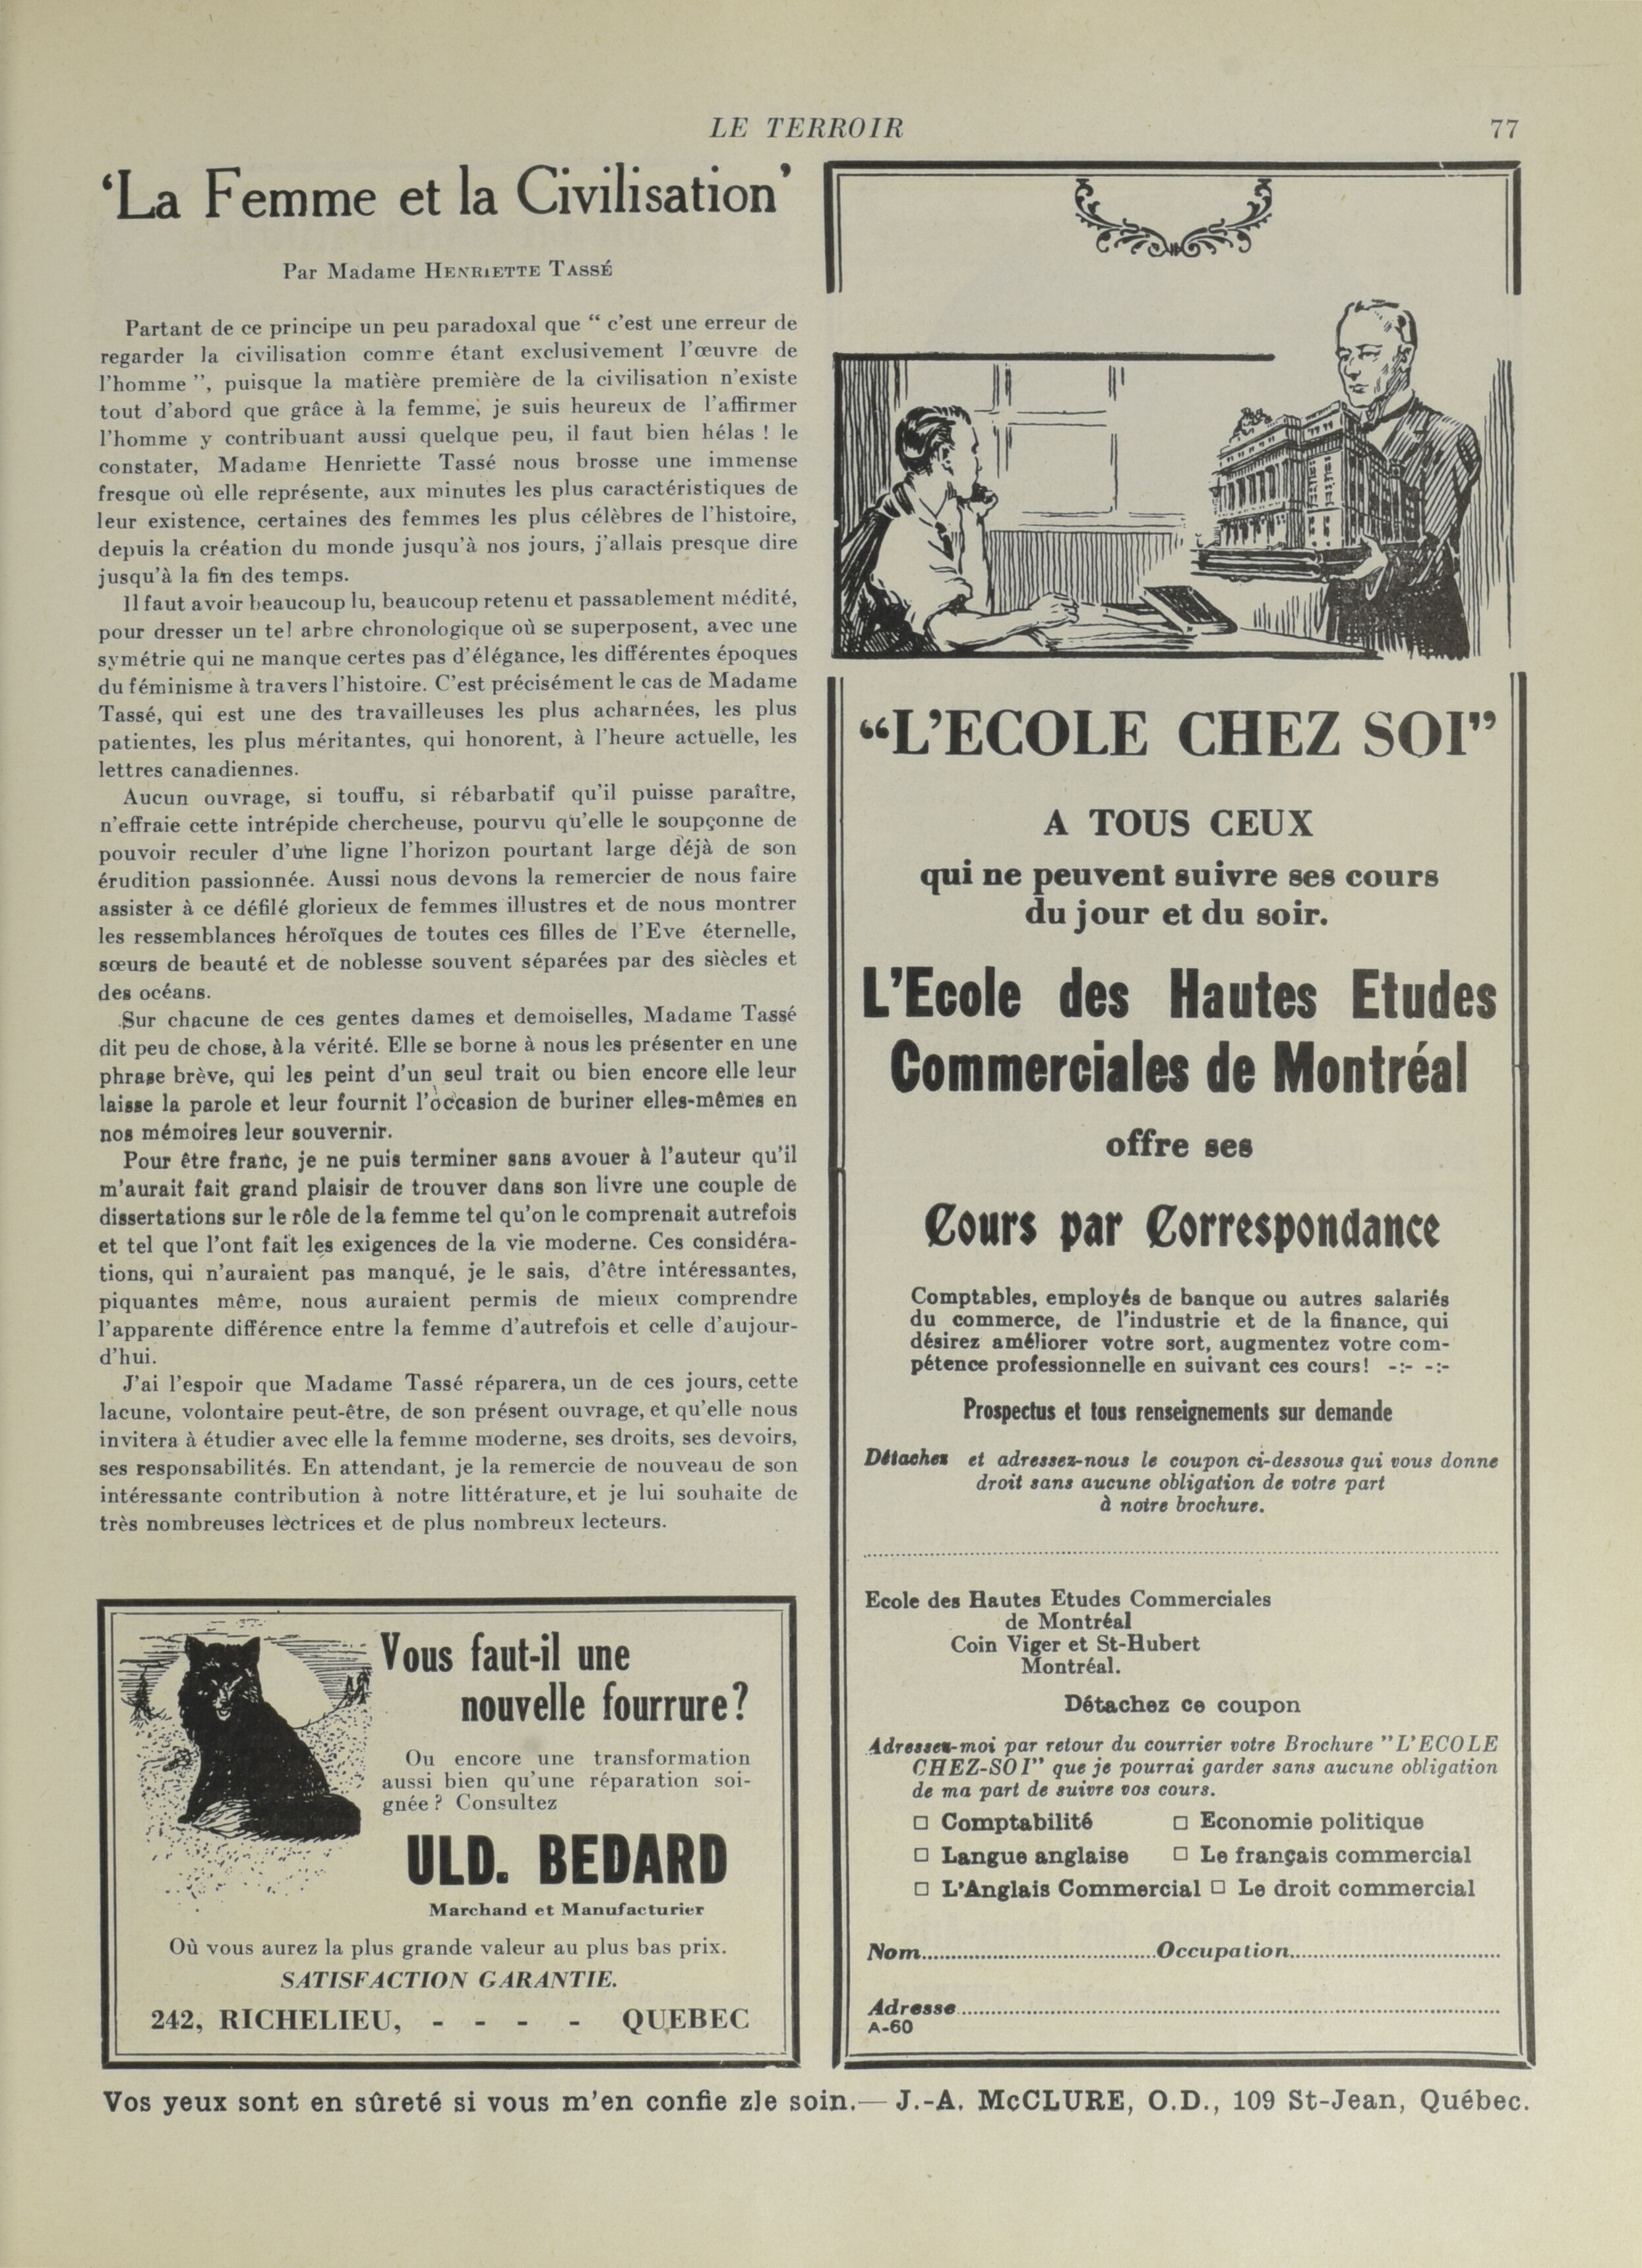 LE TERROIR
77
‘La Femme et la Civilisation’
Par Madame HENRIETTE TASSÉ
Partant de ce principe un peu paradoxal que “ c’est une erreur de
regarder la civilisation comme étant exclusivement l’œuvre de
l’homme ”, puisque la matière première de la civilisation n’existe
tout d’abord que grâce à la femme, je suis heureux de l’affirmer
l’homme y contribuant aussi quelque peu, il faut bien hélas ! le
constater, Madame Henriette Tassé nous brosse une immense
fresque où elle représente, aux minutes les plus caractéristiques de
leur existence, certaines des femmes les plus célèbres de l’histoire,
depuis la création du monde jusqu’à nos jours, j’allais presque dire
jusqu’à la fin des temps.
Il faut avoir beaucoup lu, beaucoup retenu et passablement médité,
pour dresser un tel arbre chronologique où se superposent, avec une
symétrie qui ne manque certes pas d’élégance, les différentes époques
du féminisme à travers l’histoire. C’est précisément le cas de Madame
Tassé, qui est une des travailleuses les plus acharnées, les plus
patientes, les plus méritantes, qui honorent, à l’heure actuelle, les
lettres canadiennes.
Aucun ouvrage, si touffu, si rébarbatif qu’il puisse paraître,
n’effraie cette intrépide chercheuse, pourvu qu’elle le soupçonne de
pouvoir reculer d’une ligne l’horizon pourtant large déjà de son
érudition passionnée. Aussi nous devons la remercier de nous faire
assister à ce défilé glorieux de femmes illustres et de nous montrer
les ressemblances héroïques de toutes ces filles de l’Eve éternelle,
sœurs de beauté et de noblesse souvent séparées par des siècles et
des océans.
Sur chacune de ces gentes dames et demoiselles, Madame Tassé
dit peu de chose, à la vérité. Elle se borne à nous les présenter en une
phrase brève, qui les peint d’un seul trait ou bien encore elle leur
laisse la parole et leur fournit l’occasion de buriner elles-mêmes en
nos mémoires leur souvernir.
Pour être franc, je ne puis terminer sans avouer à l’auteur qu’il
m’aurait fait grand plaisir de trouver dans son livre une couple de
dissertations sur le rôle de la femme tel qu’on le comprenait autrefois
et tel que l’ont fait les exigences de la vie moderne. Ces considéra-
tions, qui n’auraient pas manqué, je le sais, d’être intéressantes,
piquantes même, nous auraient permis de mieux comprendre
l’apparente différence entre la femme d’autrefois et celle d’aujour-
d’hui.
J’ai l’espoir que Madame Tassé réparera, un de ces jours, cette
lacune, volontaire peut-être, de son présent ouvrage, et qu’elle nous
invitera à étudier avec elle la femme moderne, ses droits, ses devoirs,
ses responsabilités. En attendant, je la remercie de nouveau de son
intéressante contribution à notre littérature, et je lui souhaite de
très nombreuses lectrices et de plus nombreux lecteurs.
Vous faut-il une
nouvelle fourrure?
Ou encore une transformation
aussi bien qu’une réparation soi-
gnée ? Consultez
ULD. BEDARD
Marchand et Manufacturier
Où vous aurez la plus grande valeur au plus bas prix.
SATISFACTION GARANTIE.
242, RICHELIEU, - - - - QUEBEC
“L’ECOLE CHEZ SOI”
A TOUS CEUX
qui ne peuvent suivre ses cours
du jour et du soir.
L’Ecole des Hautes Etudes
Commerciales de Montréal
offre ses
Cours par Correspondance
Comptables, employés de banque ou autres salariés
du commerce, de l’industrie et de la finance, qui
désirez améliorer votre sort, augmentez votre com-
pétence professionnelle en suivant ces cours! -:- -:-
Prospectus et tous renseignements sur demande
Détachez et adressez-nous le coupon ci-dessous qui vous donne
droit sans aucune obligation de votre part
à notre brochure.
Ecole des Hautes Etudes Commerciales
de Montréal
Coin Viger et St-Hubert
Montréal.
Détachez ce coupon
Adressez-moi par retour du courrier votre Brochure "L’ECOLE
CHEZ-SOI" que je pourrai garder sans aucune obligation
de ma part de suivre vos cours.
□ Comptabilité □ Economie politique
□ Langue anglaise □ Le français commercial
□ L’Anglais Commercial □ Le droit commercial
Nom....................Occupation....................
Adresse....................
A-60
Vos yeux sont en sûreté si vous m’en confie zle soin.— J.-A. McCLURE, O.D., 109 St-Jean, Québec.